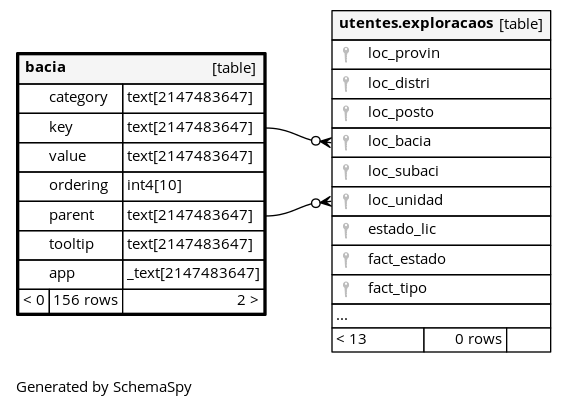 bacia [table]
category text[2147483647]
key text[2147483647]
value text[2147483647]
ordering int4[10]
parent text[2147483647]
tooltip text[2147483647]
app _text[2147483647]
< 0 156 rows 2 >
utentes.exploracaos [table]
loc_provin
loc_distri
loc_posto
loc_bacia
loc_subaci
loc_unidad
estado_lic
fact_estado
fact_tipo
...
< 13 0 rows
Generated by SchemaSpy